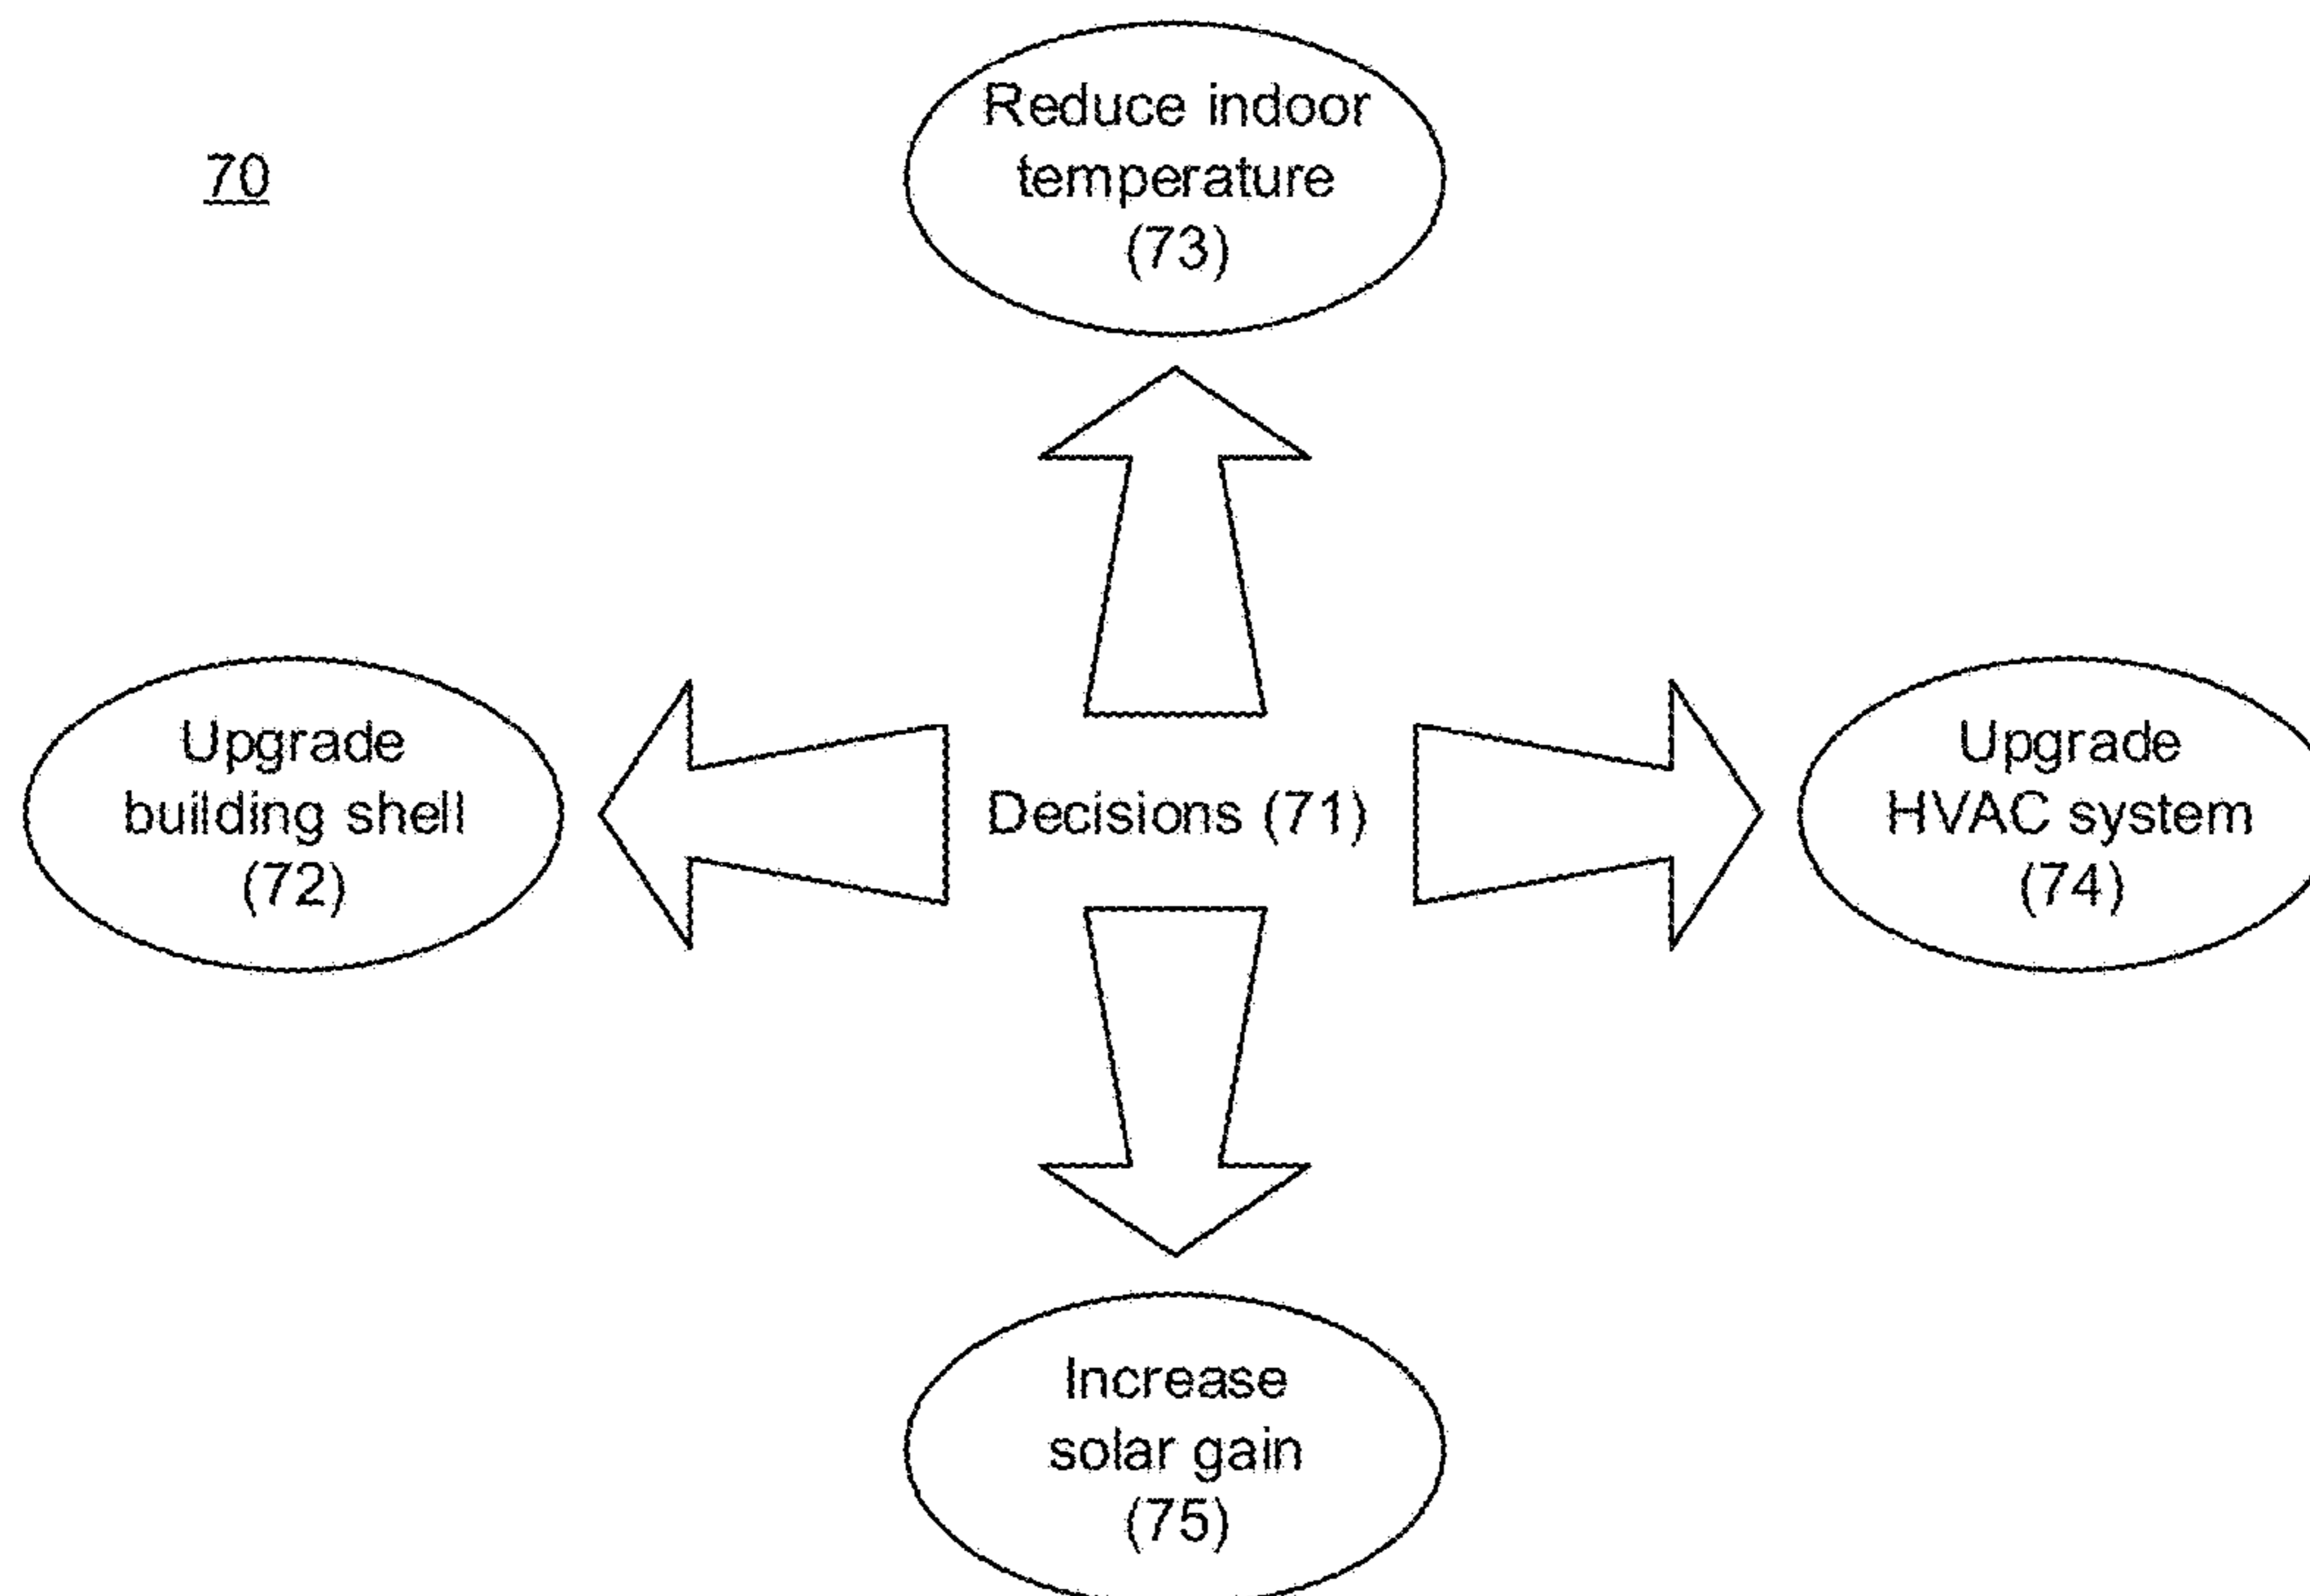 70
Reduce indoor
temperature
(73)
Upgrade
building shell
(72)
Decisions (71)
Upgrade
HVAC system
(74)
Increase
solar gain
(75)